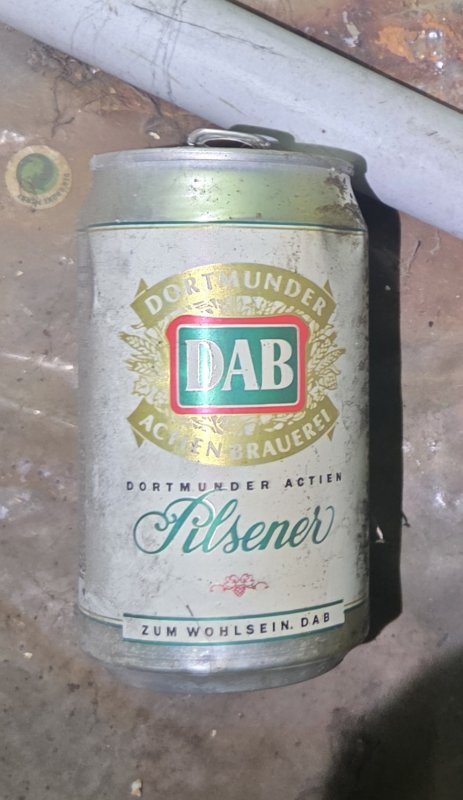 DORTMUNDER
DAB
ACTIEN BRAUEREI
DORTMUNDER ACTIEN
Pilsener
ZUM WOHLSEIN. DAB